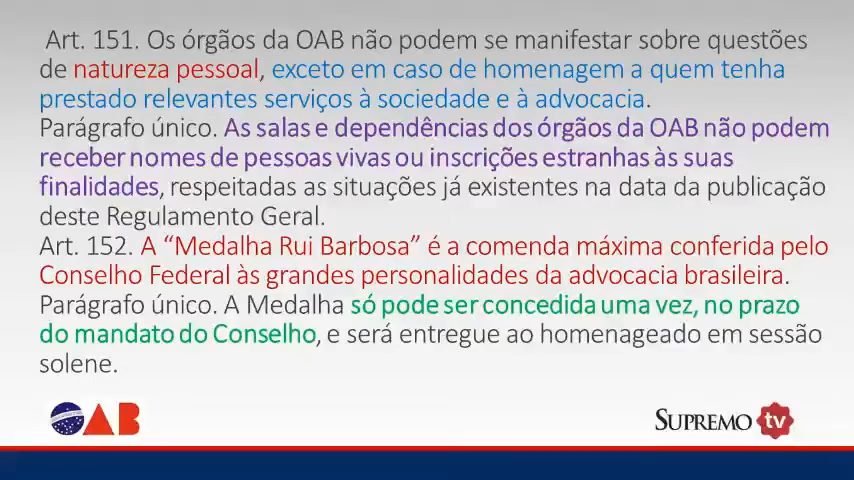 Art. 151. Os órgãos da OAB não podem se manifestar sobre questões
de natureza pessoal, exceto em caso de homenagem a quem tenha
prestado relevantes serviços à sociedade e à advocacia.
Parágrafo único. As salas e dependências dos órgãos da OAB não podem
receber nomes de pessoas vivas ou inscrições estranhas às suas
finalidades, respeitadas as situações já existentes na data da publicação
deste Regulamento Geral.
Art. 152. A “Medalha Rui Barbosa” é a comenda máxima conferida pelo
Conselho Federal às grandes personalidades da advocacia brasileira.
Parágrafo único. A Medalha só pode ser concedida uma vez, no prazo
do mandato do Conselho, e será entregue ao homenageado em sessão
solene.
OAB
SUPREMO tv